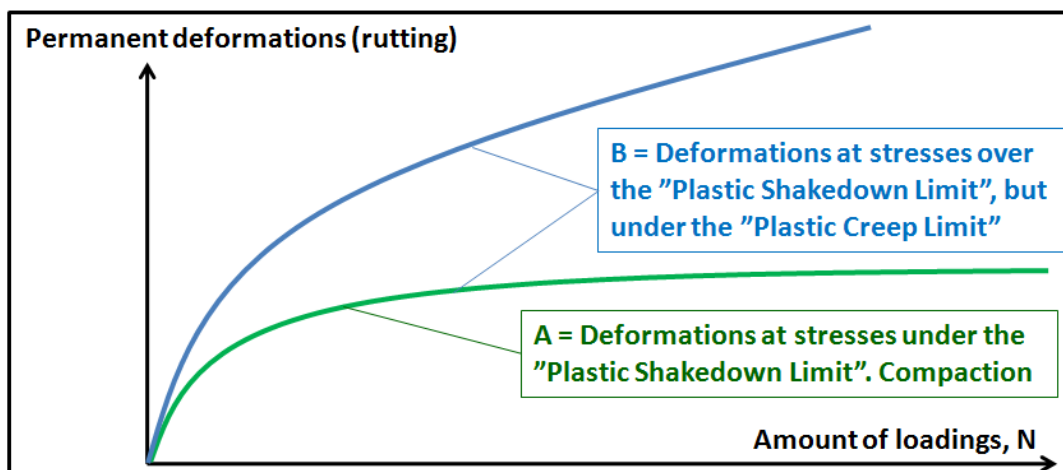 Permanent deformations (rutting)
B = Deformations at stresses over
the ”Plastic Shakedown Limit”, but
under the ”Plastic Creep Limit”
A = Deformations at stresses under the
”Plastic Shakedown Limit”. Compaction
Amount of loadings, N